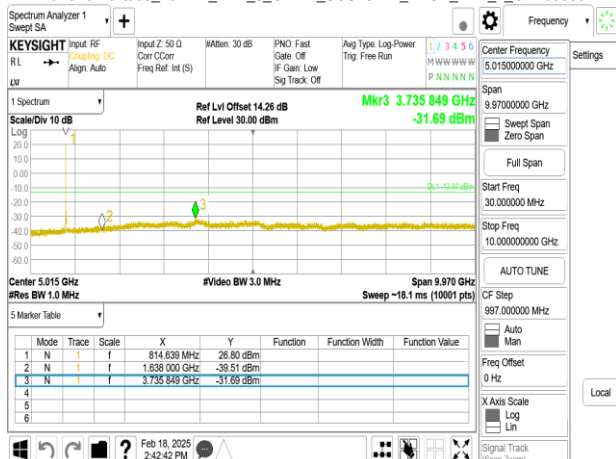 Spectrum Analyzer 1
Swept SA
+
Frequency
KEYSIGHT
RL
Input: RF
Coupling: DC
Align: Auto
Input Z: 50 Ω
Corr CCorr
Freq Ref: Int (S)
#Atten: 30 dB
PNO: Fast
Gate: Off
IF Gain: Low
Sig Track: Off
Avg Type: Log-Power
Trig: Free Run
1 2 3 4 5 6
M W W W W W
P N N N N N
Center Frequency
5.015000000 GHz
Settings
Span
9.97000000 GHz
Swept Span
Zero Span
Full Span
Start Freq
30.000000 MHz
Stop Freq
10.000000000 GHz
AUTO TUNE
CF Step
997.000000 MHz
Auto
Man
Freq Offset
0 Hz
X Axis Scale
Log
Lin
Signal Track
Local
1 Spectrum
Scale/Div 10 dB
Log
Ref Lvl Offset 14.26 dB
Ref Level 30.00 dBm
Mkr3 3.735 849 GHz
-31.69 dBm
20.0
10.0
0.00
-10.0
-20.0
-30.0
-40.0
-50.0
-60.0
1
2
3
DL1 -13.00 dBm
Center 5.015 GHz
#Res BW 1.0 MHz
#Video BW 3.0 MHz
Span 9.970 GHz
Sweep ~18.1 ms (10001 pts)
5 Marker Table
Mode Trace Scale X Y Function Function Width Function Value
1 N 1 f 814.639 MHz 26.80 dBm
2 N 1 f 1.638 000 GHz -39.51 dBm
3 N 1 f 3.735 849 GHz -31.69 dBm
4
5
6
?
Feb 18, 2025
2:42:42 PM